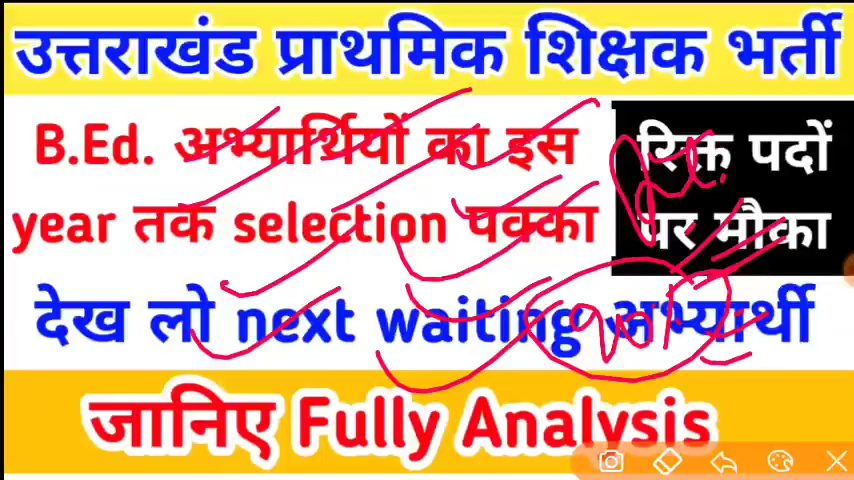 उत्तराखंड प्राथमिक शिक्षक भर्ती
B.Ed. अभ्यार्थियों का इस
year तक selection पक्का
रिक्त पदों
पर मौका
देख लो next waiting अभ्यार्थी
जानिए Fully Analysis